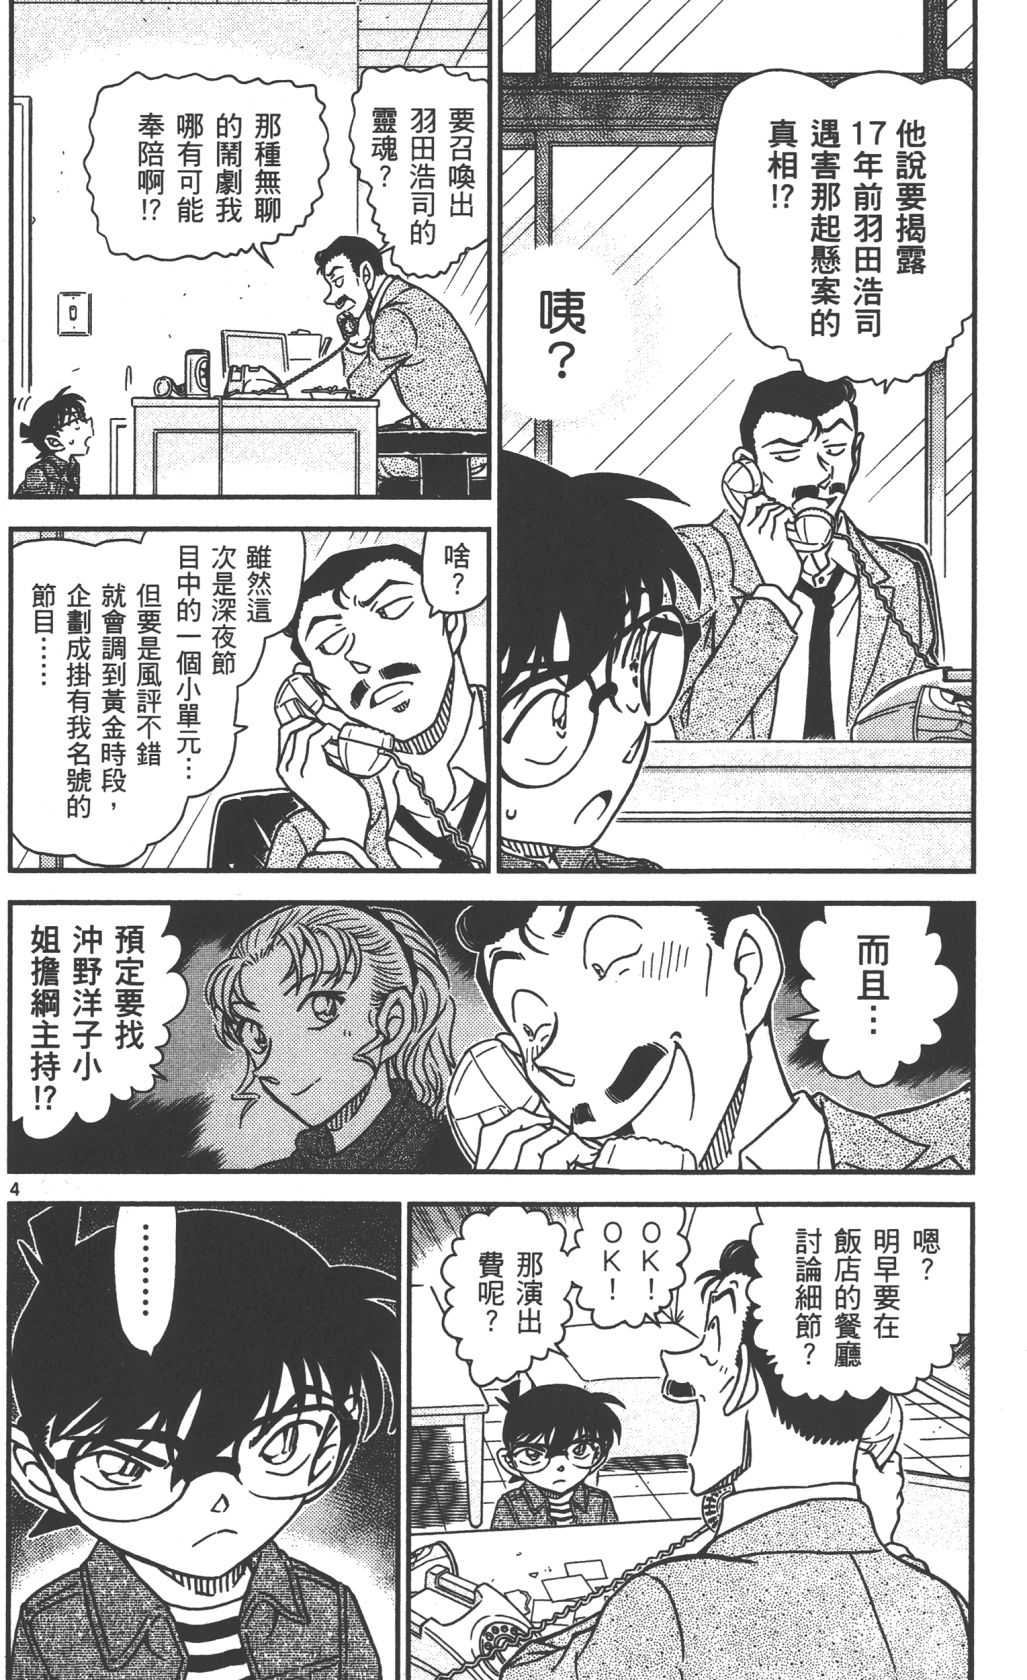 他說要揭露
17年前羽田浩司
遇害那起懸案的
真相!?
咦?
要召喚出
羽田浩司的
靈魂?
那種無聊
的鬧劇我
哪有可能
奉陪啊!?
啥?
雖然這
次是深夜節
目中的一個小單元…
但要是風評不錯
就會調到黃金時段,
企劃成掛有我名號的
節目……
而且…
預定要找
沖野洋子小
姐擔綱主持!?
4
嗯?
明早要在
飯店的餐廳
討論細節?
OK!
OK!
那演出
費呢?
………